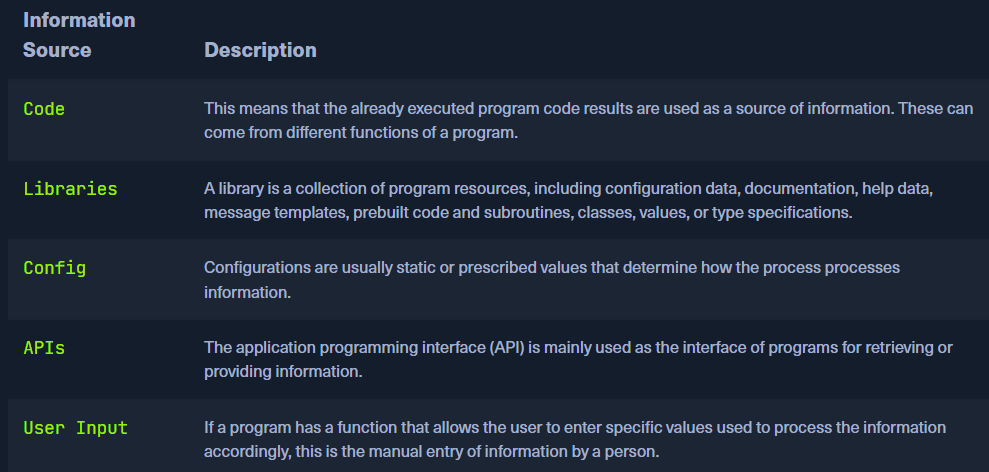 Information
Source
Description
Code
This means that the already executed program code results are used as a source of information. These can
come from different functions of a program.
Libraries
A library is a collection of program resources, including configuration data, documentation, help data,
message templates, prebuilt code and subroutines, classes, values, or type specifications.
Config
Configurations are usually static or prescribed values that determine how the process processes
information.
APIs
The application programming interface (API) is mainly used as the interface of programs for retrieving or
providing information.
User Input
If a program has a function that allows the user to enter specific values used to process the information
accordingly, this is the manual entry of information by a person.